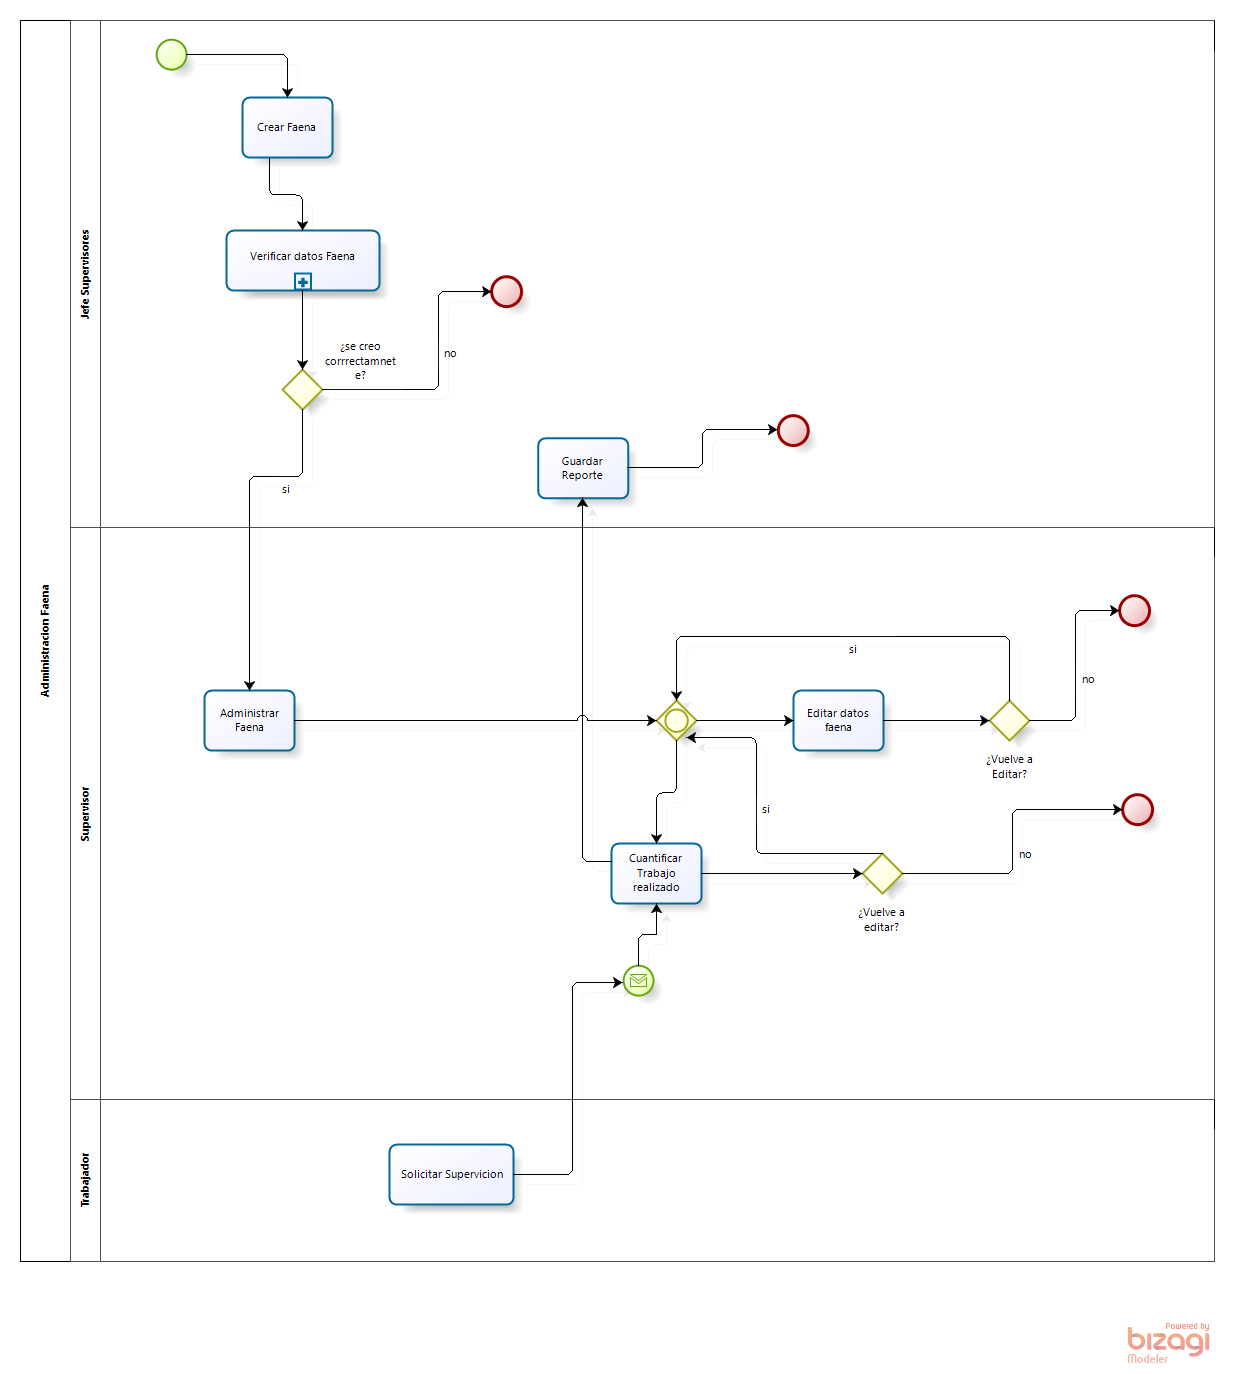 Administracion Faena
Jefe Supervisores
Crear Faena
Verificar datos Faena
¿se creo
corrrectamnet
e?
no
si
Guardar
Reporte
Supervisor
Administrar
Faena
si
Editar datos
faena
no
¿Vuelve a
Editar?
si
Cuantificar
Trabajo
realizado
no
¿Vuelve a
editar?
Trabajador
Solicitar Supervicion
Powered by
bizagi
Modeler